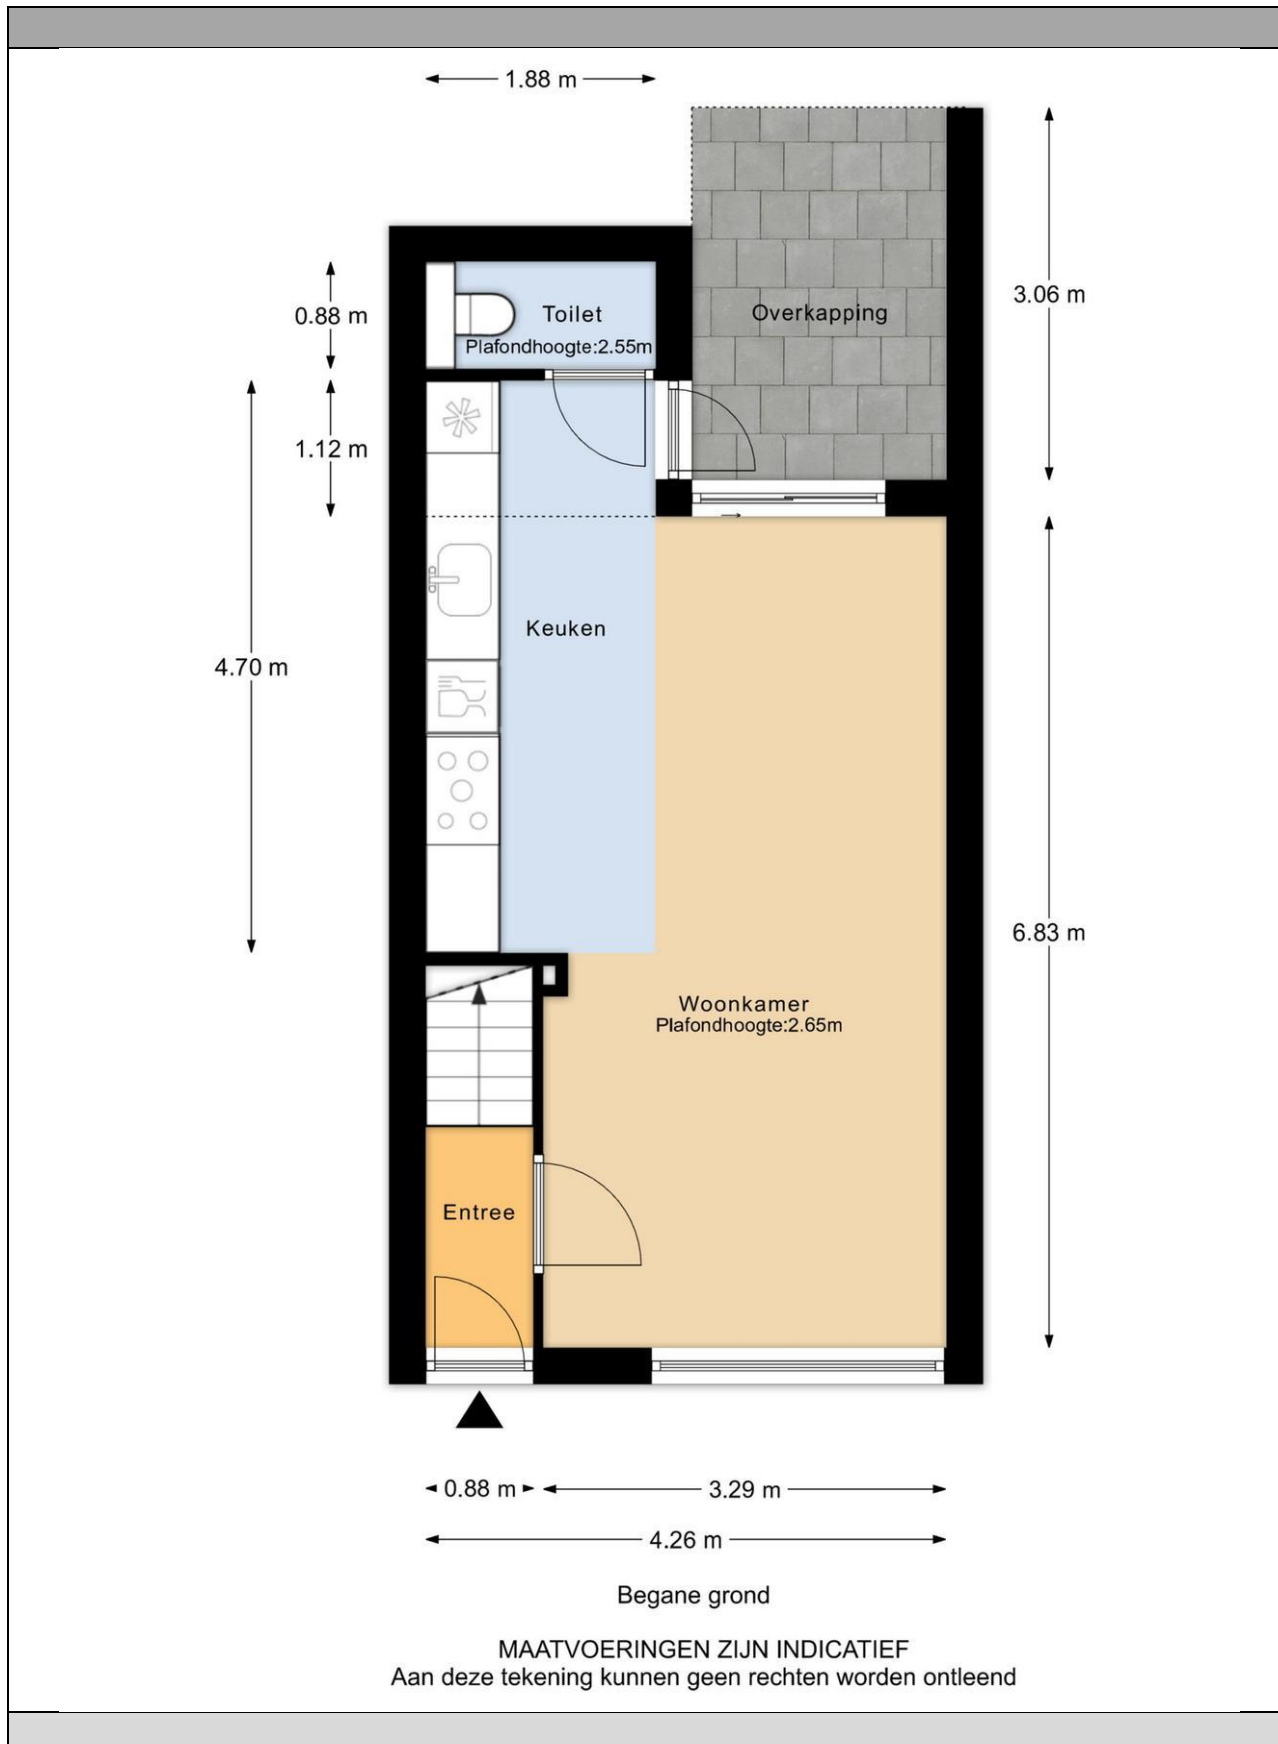 1.88 m
0.88 m
Toilet
Plafondhoogte:2.55m
Overkapping
3.06 m
1.12 m
Keuken
4.70 m
6.83 m
Woonkamer
Plafondhoogte:2.65m
Entree
0.88 m
3.29 m
4.26 m
Begane grond
MAATVOERINGEN ZIJN INDICATIEF
Aan deze tekening kunnen geen rechten worden ontleend